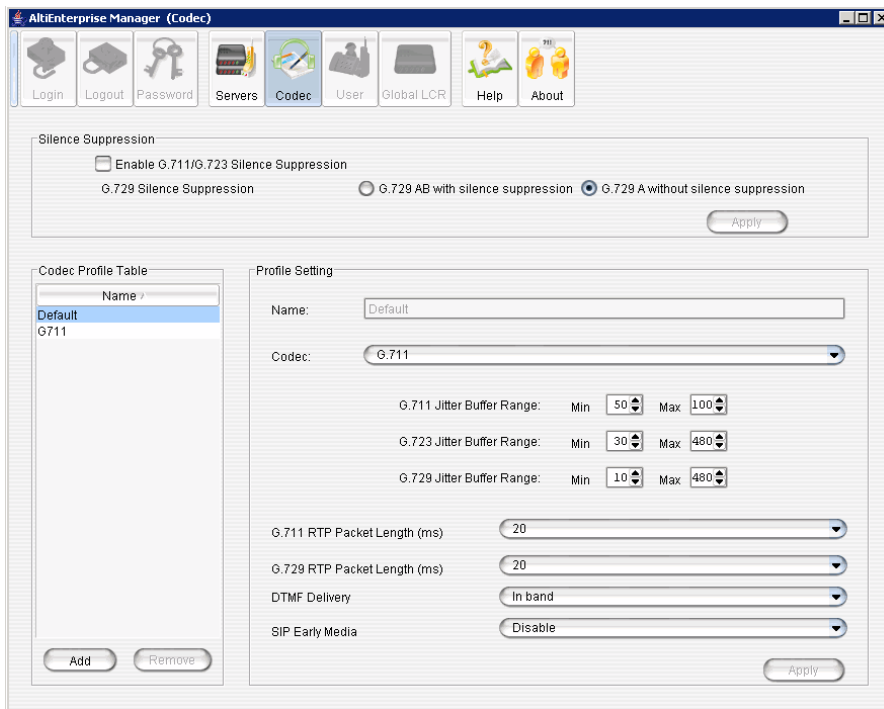 AltiEnterprise Manager (Codec)
Login Logout Password Servers Codec User Global LCR Help About
Silence Suppression
Enable G.711/G.723 Silence Suppression
G.729 Silence Suppression G.729 AB with silence suppression G.729 A without silence suppression
Apply
Codec Profile Table
Name
Default
G711
Add Remove
Profile Setting
Name: Default
Codec: G.711
G.711 Jitter Buffer Range: Min 50 Max 100
G.723 Jitter Buffer Range: Min 30 Max 480
G.729 Jitter Buffer Range: Min 10 Max 480
G.711 RTP Packet Length (ms) 20
G.729 RTP Packet Length (ms) 20
DTMF Delivery In band
SIP Early Media Disable
Apply